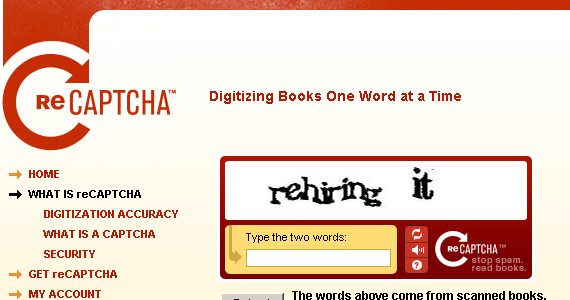 reCAPTCHA™
Digitizing Books One Word at a Time
HOME
WHAT IS reCAPTCHA
DIGITIZATION ACCURACY
WHAT IS A CAPTCHA
SECURITY
GET reCAPTCHA
MY ACCOUNT
rehiring it
Type the two words:
reCAPTCHA™
stop spam.
read books.
The words above come from scanned books.